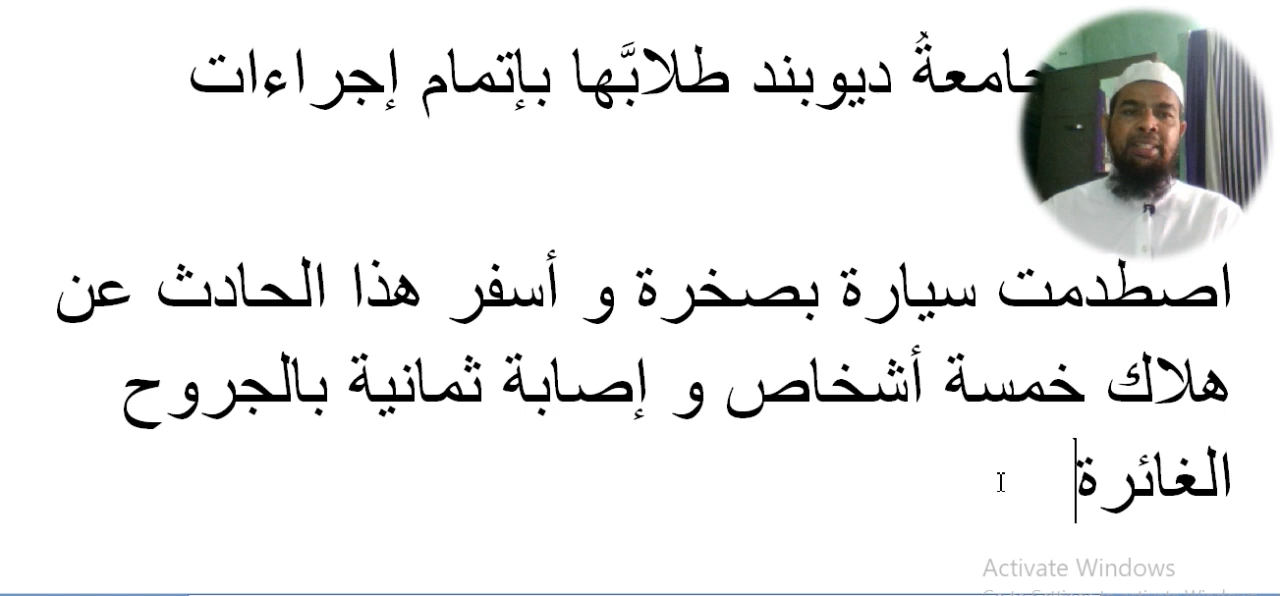 جامعةُ ديوبند طلابَّها بإتمام إجراءات
اصطدمت سيارة بصخرة و أسفر هذا الحادث عن
هلاك خمسة أشخاص و إصابة ثمانية بالجروح
الغائرة
Activate Windows